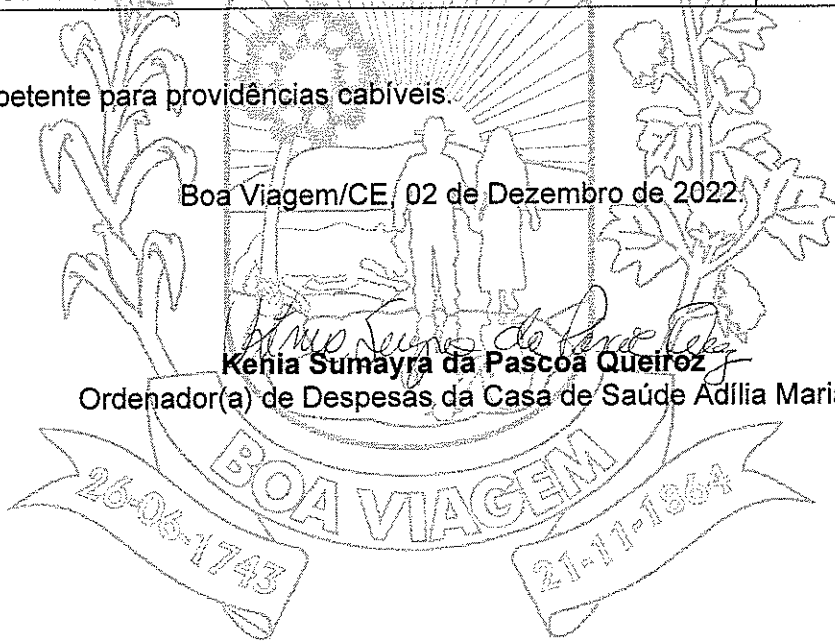 petente para providências cabíveis.
Boa Viagem/CE, 02 de Dezembro de 2022.
Kenia Sumayra da Pascoa Queiroz
Ordenador(a) de Despesas da Casa de Saúde Adília Maria
BOA VIAGEM
26-06-1743
21-11-1864